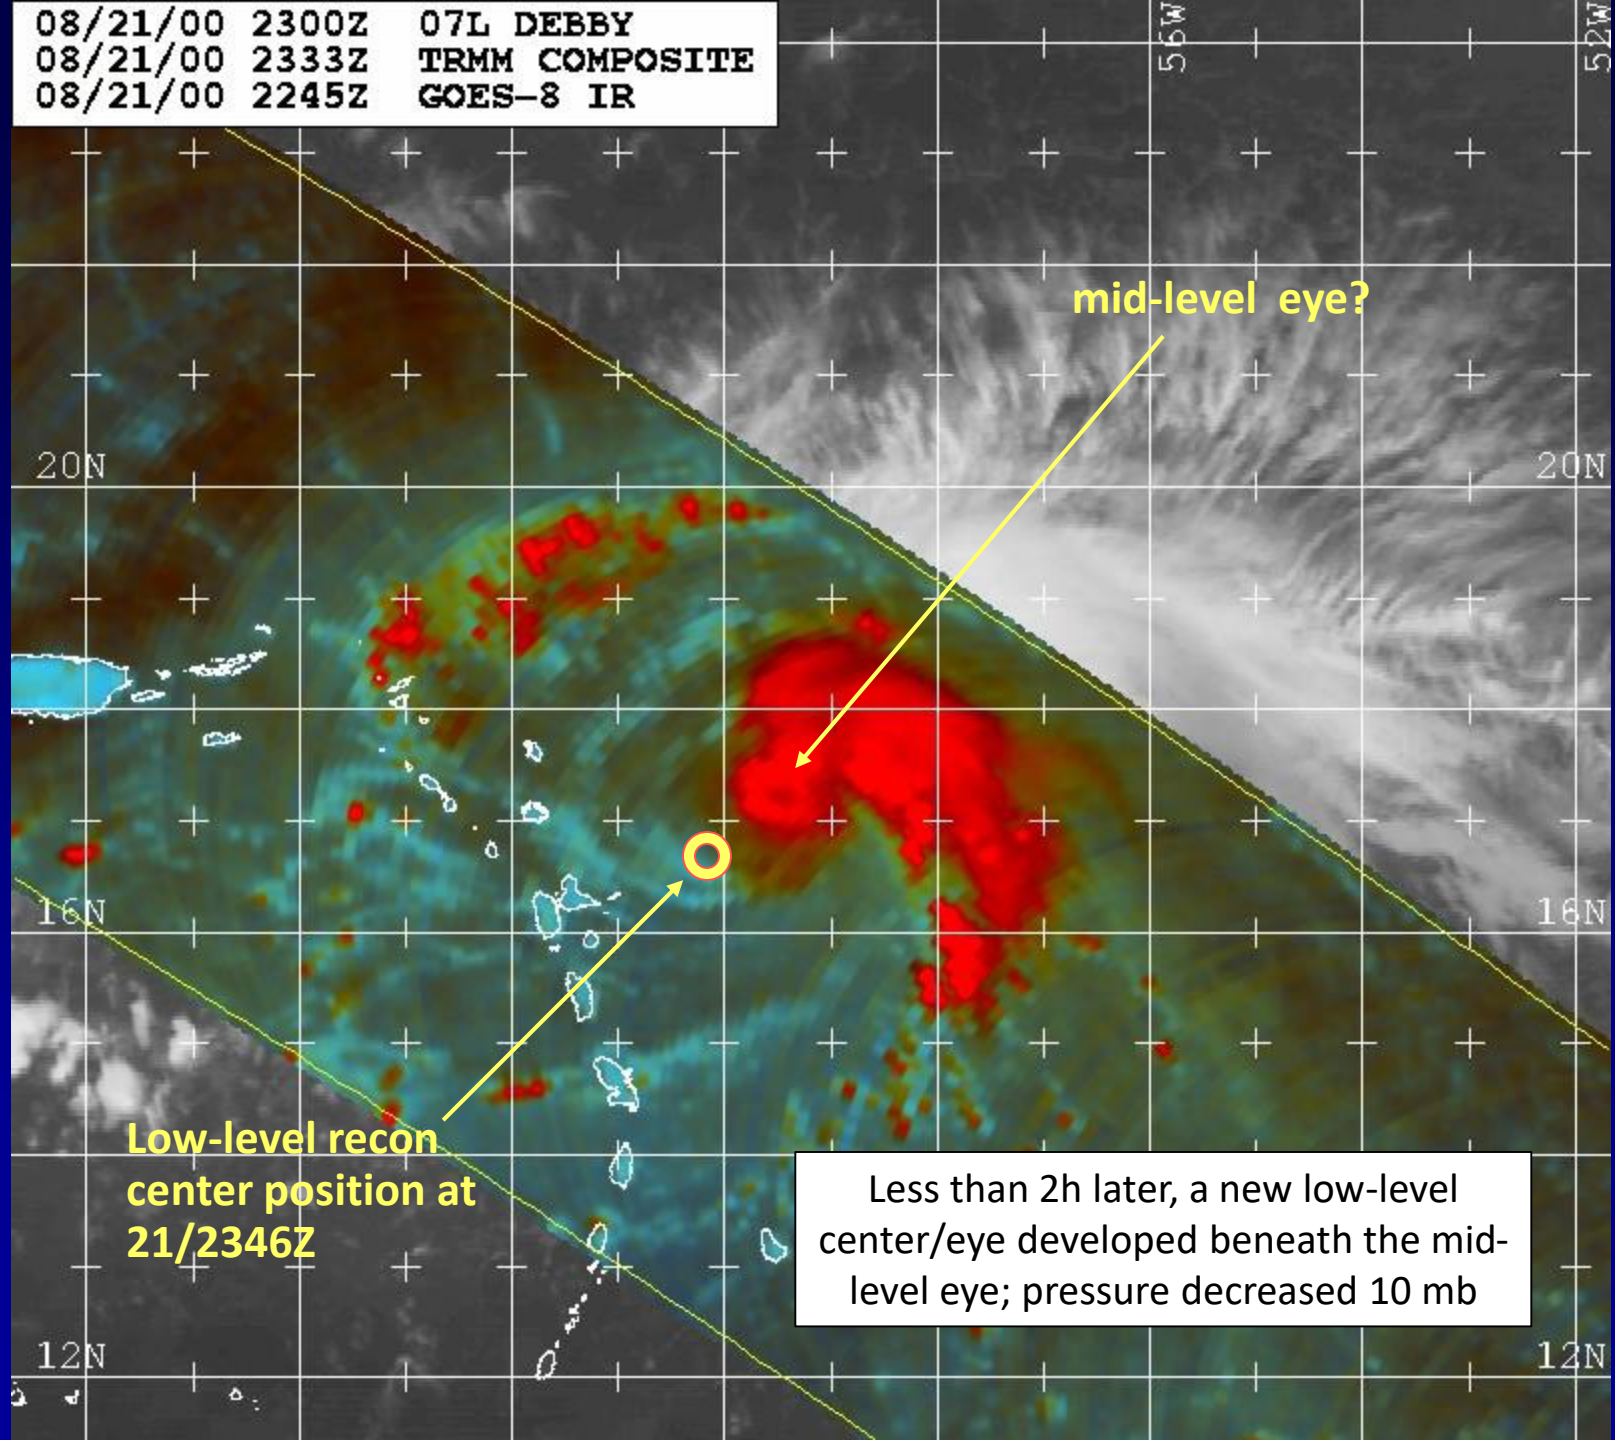 08/21/00 2300Z 07L DEBBY
08/21/00 2333Z TRMM COMPOSITE
08/21/00 2245Z GOES-8 IR
56W
52W
mid-level eye?
20N
20N
16N
16N
Low-level recon
center position at
21/2346Z
Less than 2h later, a new low-level
center/eye developed beneath the mid-
level eye; pressure decreased 10 mb
12N
12N